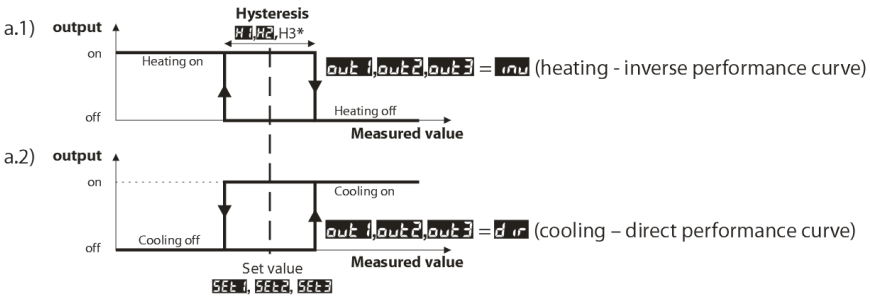 Hysteresis
a.1) output H1,H2,H3*
on
Heating on
out1,out2,out3 = inv (heating - inverse performance curve)
Heating off
off
Measured value
a.2) output
on
Cooling on
out1,out2,out3 = dir (cooling – direct performance curve)
Cooling off
off
Measured value
Set value
SEt1, SEt2, SEt3